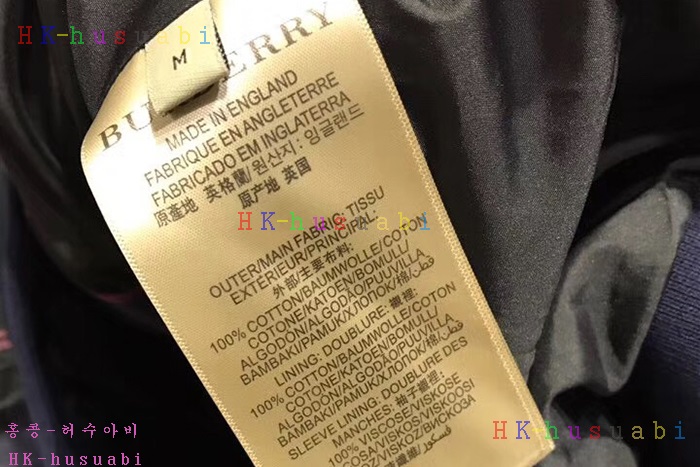 HK-husuabi
M
BURBERRY
MADE IN ENGLAND
FABRIQUE EN ANGLETERRE
FABRICADO EM INGLATERRA
原產地 英格蘭/원산지: 잉글랜드
原产地 英国
HK-husuabi
OUTER/MAIN FABRIC:TISSU
EXTERIEUR/PRINCIPAL:
外部/主要布料:
100% COTTON/BAUMWOLLE/COTON
COTONE/KATOEN/BOMULL/
ALGODÓN/ALGODÃO/PUUVILLA
BAMBAKI/PAMUK/ХЛОПОК/棉/قطن
LINING: DOUBLURE: 襯裡:
100% COTTON/BAUMWOLLE/COTON
COTONE/KATOEN/BOMULL/
ALGODÓN/ALGODÃO/PUUVILLA
BAMBAKI/PAMUK/ХЛОПОК/棉/قطن
SLEEVE LINING: DOUBLURE DES
MANCHES: 袖子襯裡:
100% VISCOSE/VISKOSE
HK-husuabi
홍콩-허수아비
HK-husuabi